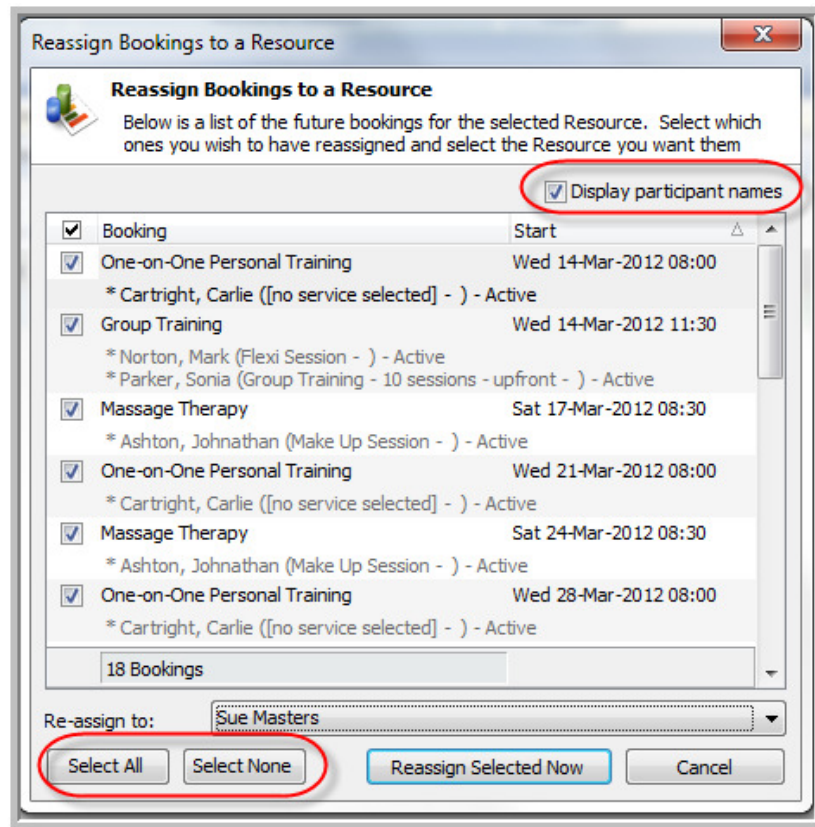 Reassign Bookings to a Resource
Reassign Bookings to a Resource
Below is a list of the future bookings for the selected Resource. Select which
ones you wish to have reassigned and select the Resource you want them
Display participant names
Booking Start
One-on-One Personal Training Wed 14-Mar-2012 08:00
* Cartright, Carlie ([no service selected] - ) - Active
Group Training Wed 14-Mar-2012 11:30
* Norton, Mark (Flexi Session - ) - Active
* Parker, Sonia (Group Training - 10 sessions - upfront - ) - Active
Massage Therapy Sat 17-Mar-2012 08:30
* Ashton, Johnathan (Make Up Session - ) - Active
One-on-One Personal Training Wed 21-Mar-2012 08:00
* Cartright, Carlie ([no service selected] - ) - Active
Massage Therapy Sat 24-Mar-2012 08:30
* Ashton, Johnathan (Make Up Session - ) - Active
One-on-One Personal Training Wed 28-Mar-2012 08:00
* Cartright, Carlie ([no service selected] - ) - Active
18 Bookings
Re-assign to: Sue Masters
Select All Select None Reassign Selected Now Cancel